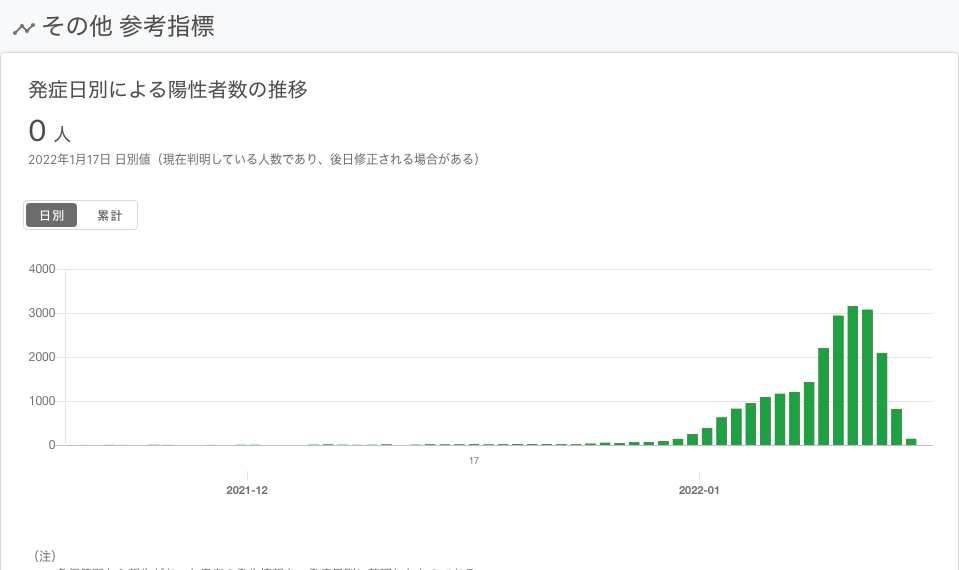 その他 参考指標
発症日別による陽性者数の推移
0 人
2022年1月17日 日別値（現在判明している人数であり、後日修正される場合がある）
日別 累計
4000
3000
2000
1000
0
17
2021-12 2022-01
（注）